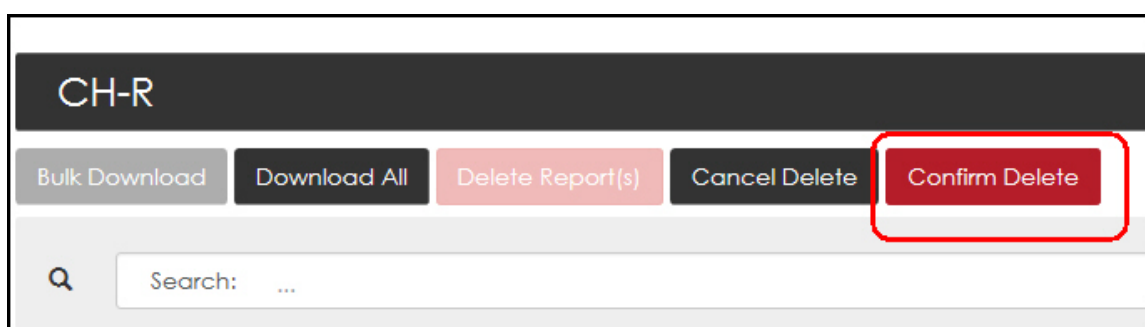 CH-R
Bulk Download Download All Delete Report(s) Cancel Delete Confirm Delete
Search: ...